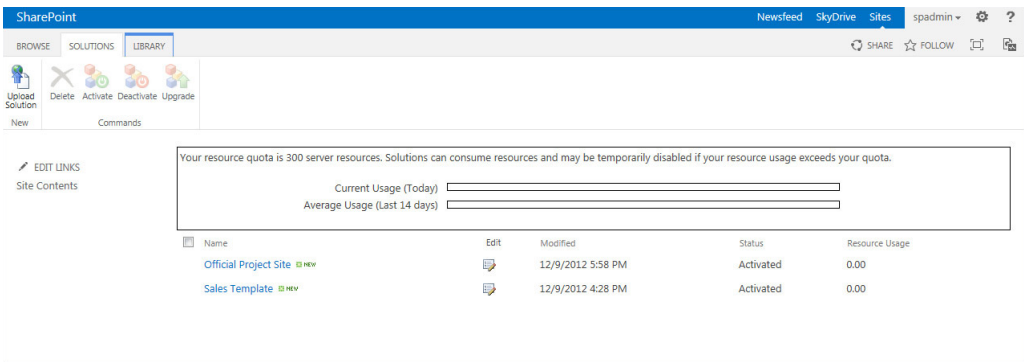 SharePoint Newsfeed SkyDrive Sites spadmin ?
BROWSE SOLUTIONS LIBRARY SHARE FOLLOW
Upload Solution Delete Activate Deactivate Upgrade
New Commands
EDIT LINKS
Site Contents
Your resource quota is 300 server resources. Solutions can consume resources and may be temporarily disabled if your resource usage exceeds your quota.
Current Usage (Today)
Average Usage (Last 14 days)
Name Edit Modified Status Resource Usage
Official Project Site NEW 12/9/2012 5:58 PM Activated 0.00
Sales Template NEW 12/9/2012 4:28 PM Activated 0.00